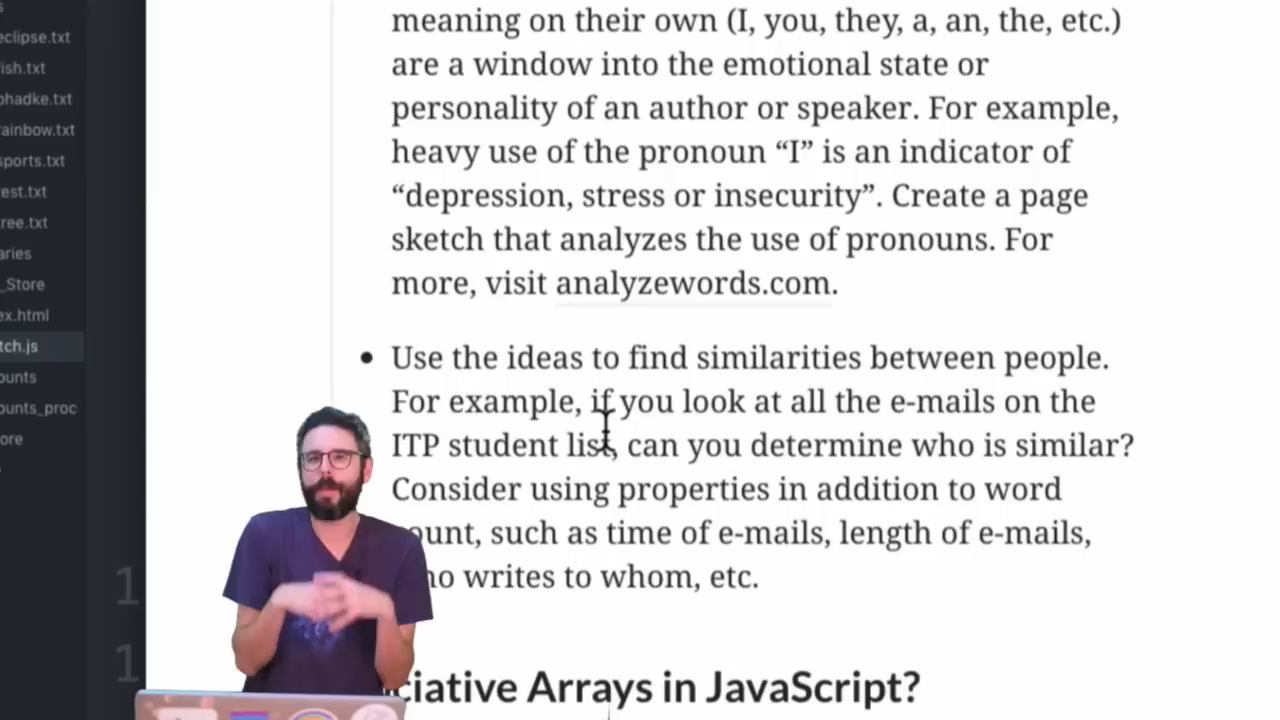 eclipse.txt
fish.txt
phadke.txt
rainbow.txt
sports.txt
test.txt
tree.txt
aries
_Store
ex.html
tch.js
ounts
ounts_proc
ore
1
1
meaning on their own (I, you, they, a, an, the, etc.)
are a window into the emotional state or
personality of an author or speaker. For example,
heavy use of the pronoun “I” is an indicator of
“depression, stress or insecurity”. Create a page
sketch that analyzes the use of pronouns. For
more, visit analyzewords.com.
• Use the ideas to find similarities between people.
For example, if you look at all the e-mails on the
ITP student list, can you determine who is similar?
Consider using properties in addition to word
ount, such as time of e-mails, length of e-mails,
ho writes to whom, etc.
ciative Arrays in JavaScript?